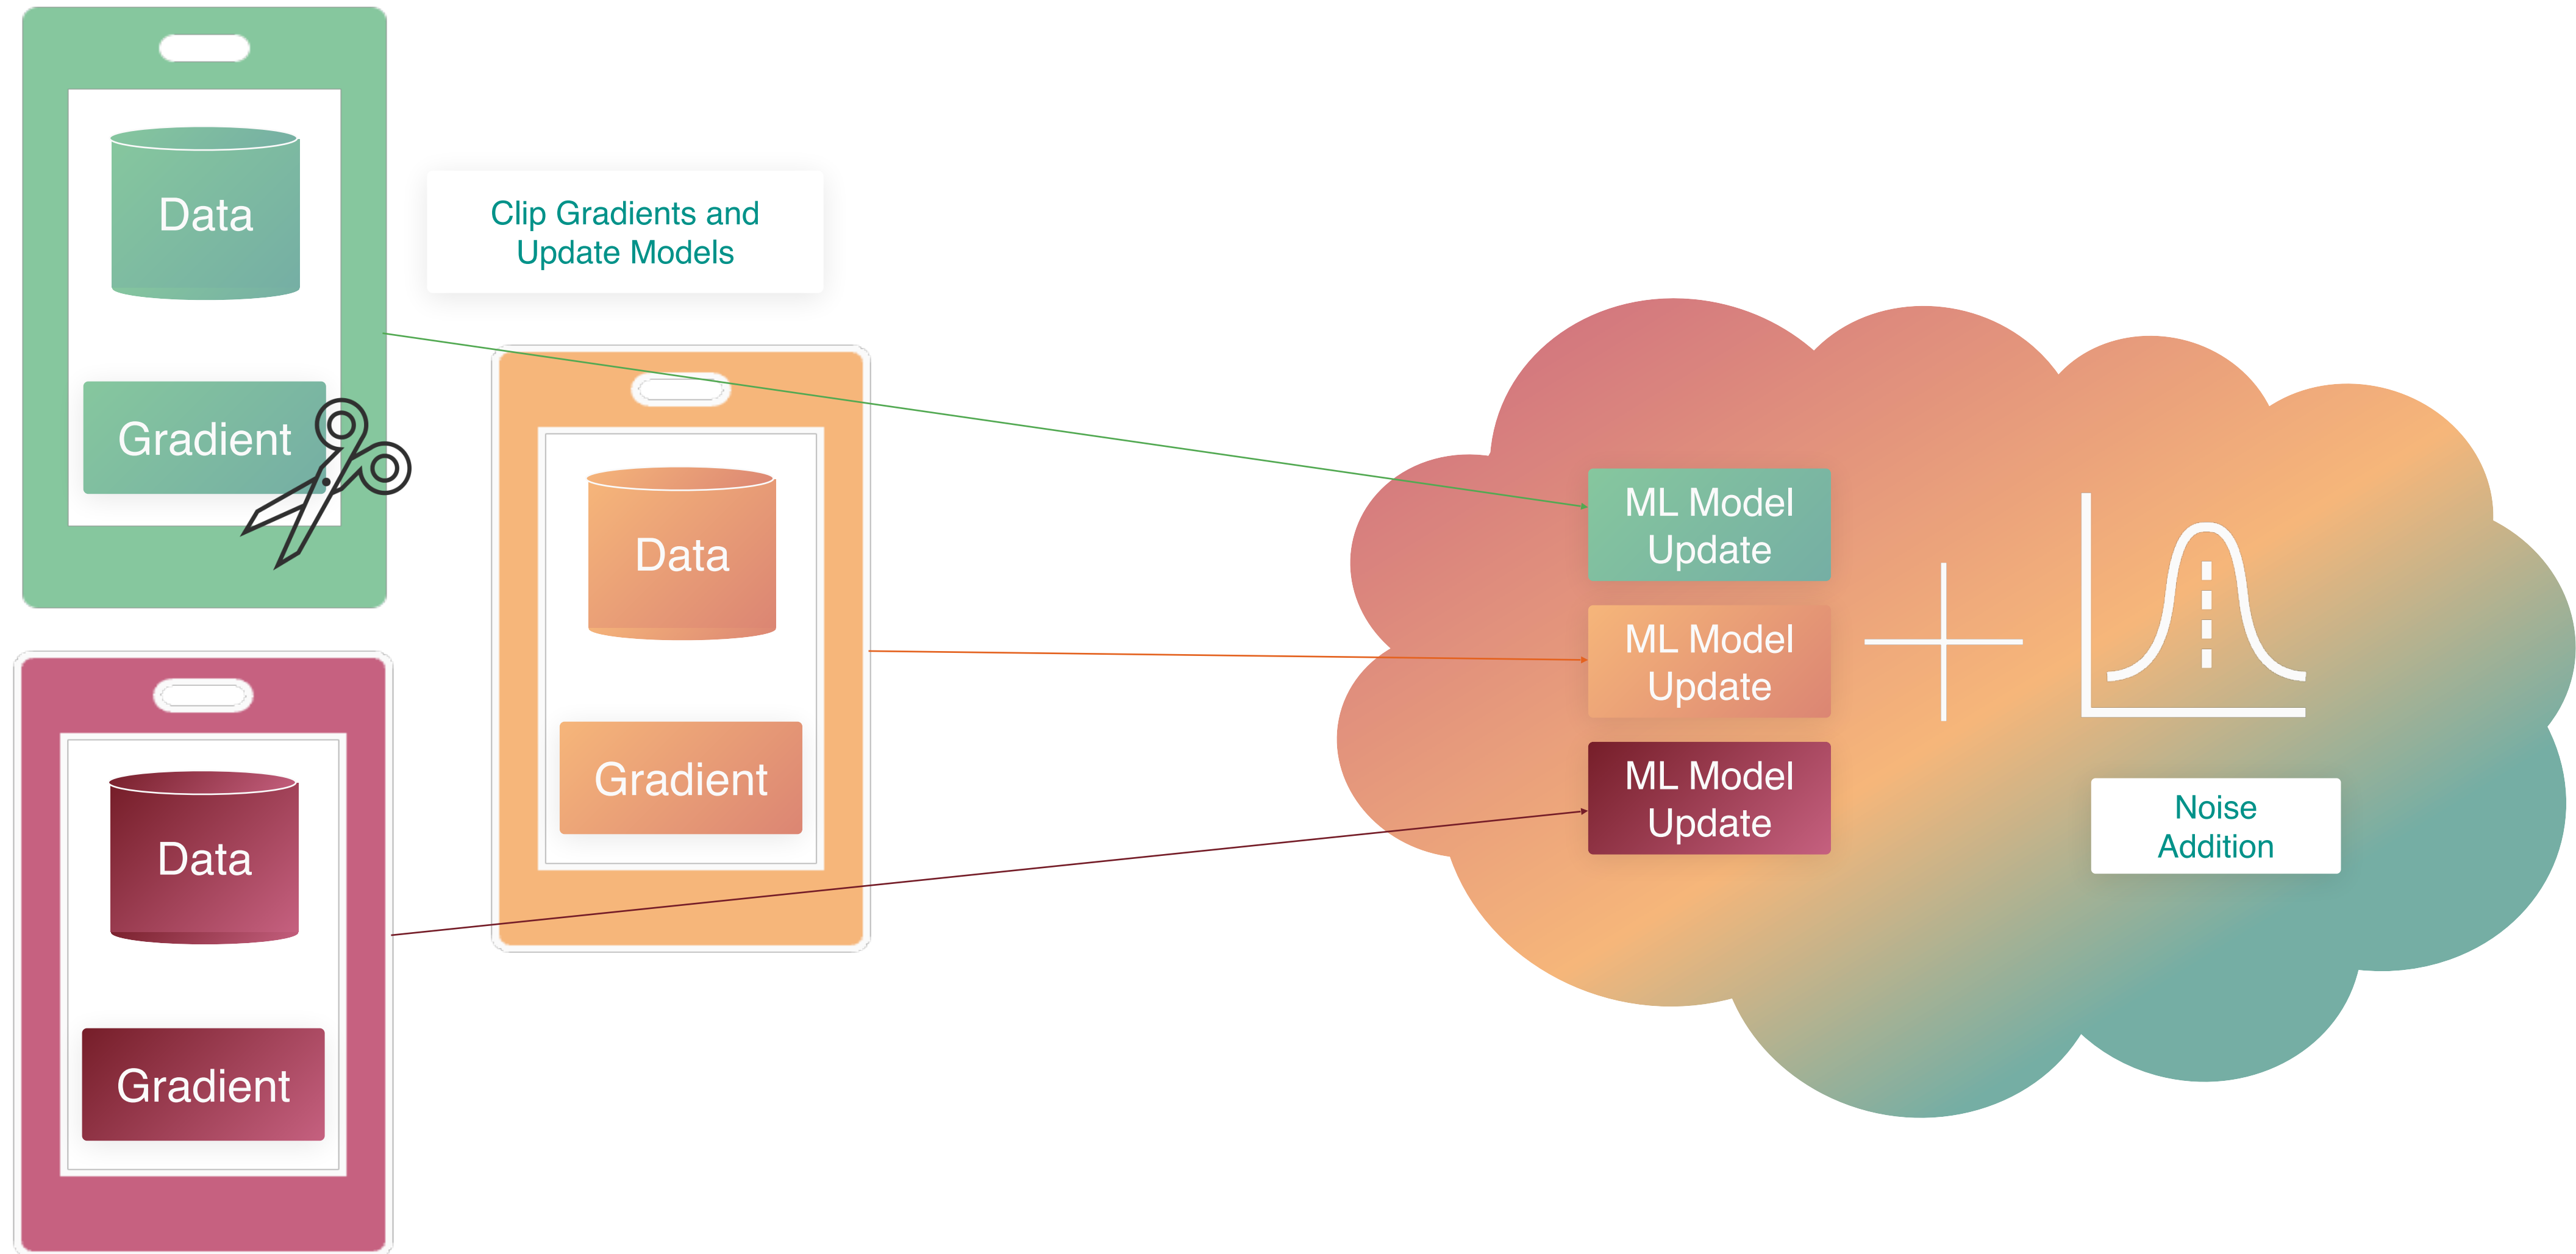 Data
Gradient
Clip Gradients and
Update Models
Data
Gradient
Data
Gradient
ML Model
Update
ML Model
Update
ML Model
Update
Noise
Addition